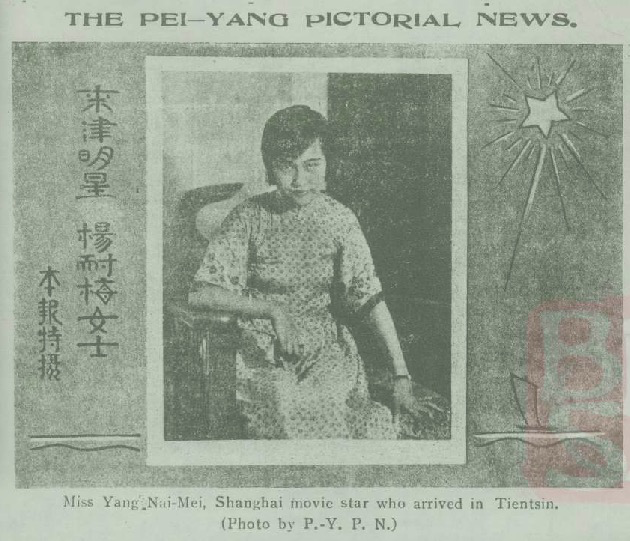 THE PEI–YANG PICTORIAL NEWS.
來津明星 楊耐梅女士
本報特攝
Miss Yang Nai-Mei, Shanghai movie star who arrived in Tientsin.
(Photo by P.-Y. P. N.)